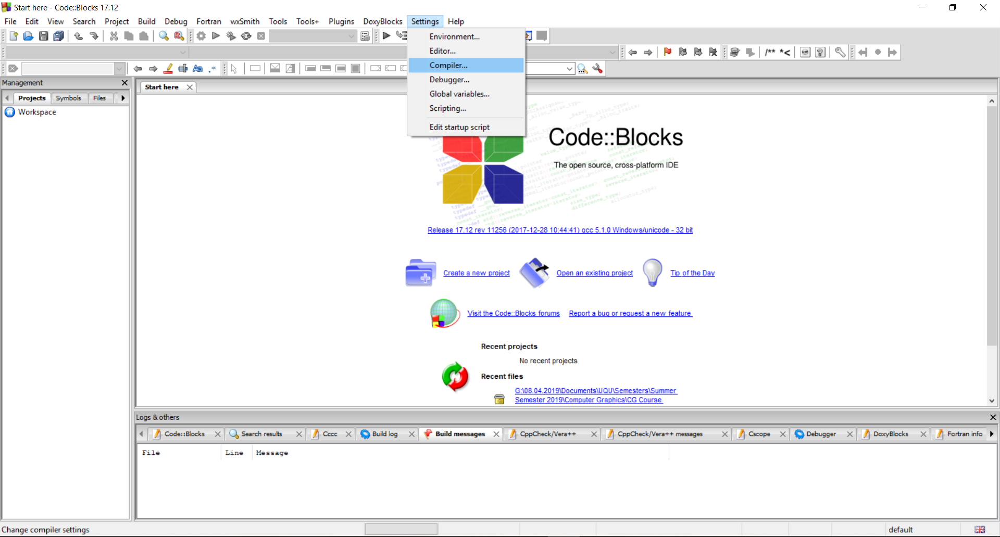 Start here - Code::Blocks 17.12
File Edit View Search Project Build Debug Fortran wxSmith Tools Tools+ Plugins DoxyBlocks Settings Help
Environment...
Editor...
/** *<
Compiler...
Debugger...
Global variables...
Scripting...
Edit startup script
Management
Projects Symbols Files
Workspace
Start here
Code::Blocks
The open source, cross-platform IDE
Release 17.12 rev 11256 (2017-12-28 10:44:41) gcc 5.1.0 Windows/unicode - 32 bit
Create a new project Open an existing project Tip of the Day
Visit the Code::Blocks forums Report a bug or request a new feature
Recent projects
No recent projects
Recent files
G:\08.04.2019\Documents\UQU\Semesters\Summer
Semester 2019\Computer Graphics\CG Course
Logs & others
Code::Blocks Search results Cccc Build log Build messages CppCheck/Vera++ CppCheck/Vera++ messages Cscope Debugger DoxyBlocks Fortran info
File Line Message
Change compiler settings default